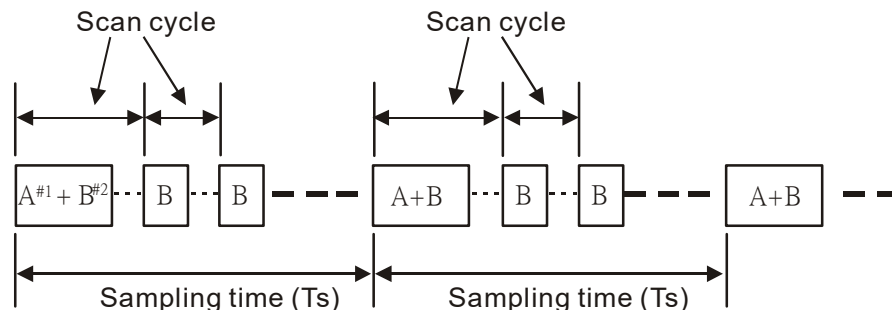 Scan cycle Scan cycle
A#1 + B#2 B B A+B B B A+B
Sampling time (Ts) Sampling time (Ts)